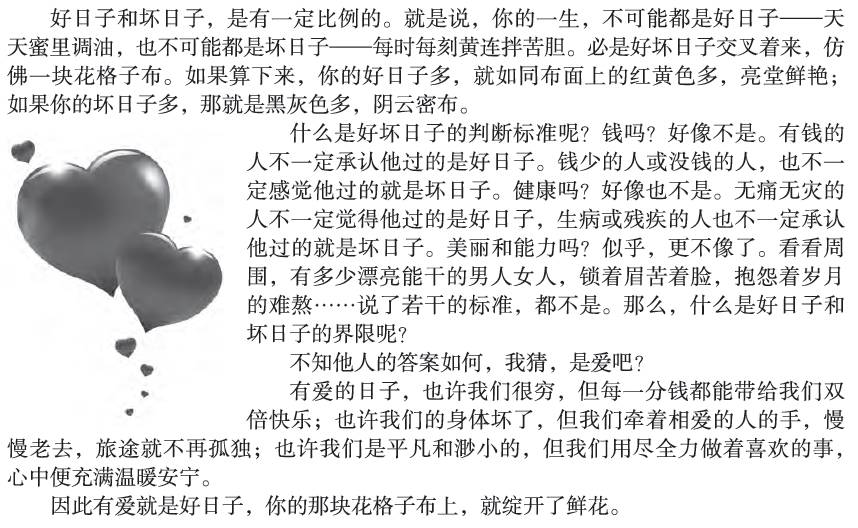 好日子和坏日子，是有一定比例的。就是说，你的一生，不可能都是好日子——天
天蜜里调油，也不可能都是坏日子——每时每刻黄连拌苦胆。必是好坏日子交叉着来，仿
佛一块花格子布。如果算下来，你的好日子多，就如同布面上的红黄色多，亮堂鲜艳；
如果你的坏日子多，那就是黑灰色多，阴云密布。
什么是好坏日子的判断标准呢？钱吗？好像不是。有钱的
人不一定承认他过的是好日子。钱少的人或没钱的人，也不一
定感觉他过的就是坏日子。健康吗？好像也不是。无痛无灾的
人不一定觉得他过的是好日子，生病或残疾的人也不一定承认
他过的就是坏日子。美丽和能力吗？似乎，更不像了。看看周
围，有多少漂亮能干的男人女人，锁着眉苦着脸，抱怨着岁月
的难熬……说了若干的标准，都不是。那么，什么是好日子和
坏日子的界限呢？
不知他人的答案如何，我猜，是爱吧？
有爱的日子，也许我们很穷，但每一分钱都能带给我们双
倍快乐；也许我们的身体坏了，但我们牵着相爱的人的手，慢
慢老去，旅途就不再孤独；也许我们是平凡和渺小的，但我们用尽全力做着喜欢的事，
心中便充满温暖安宁。
因此有爱就是好日子，你的那块花格子布上，就绽开了鲜花。